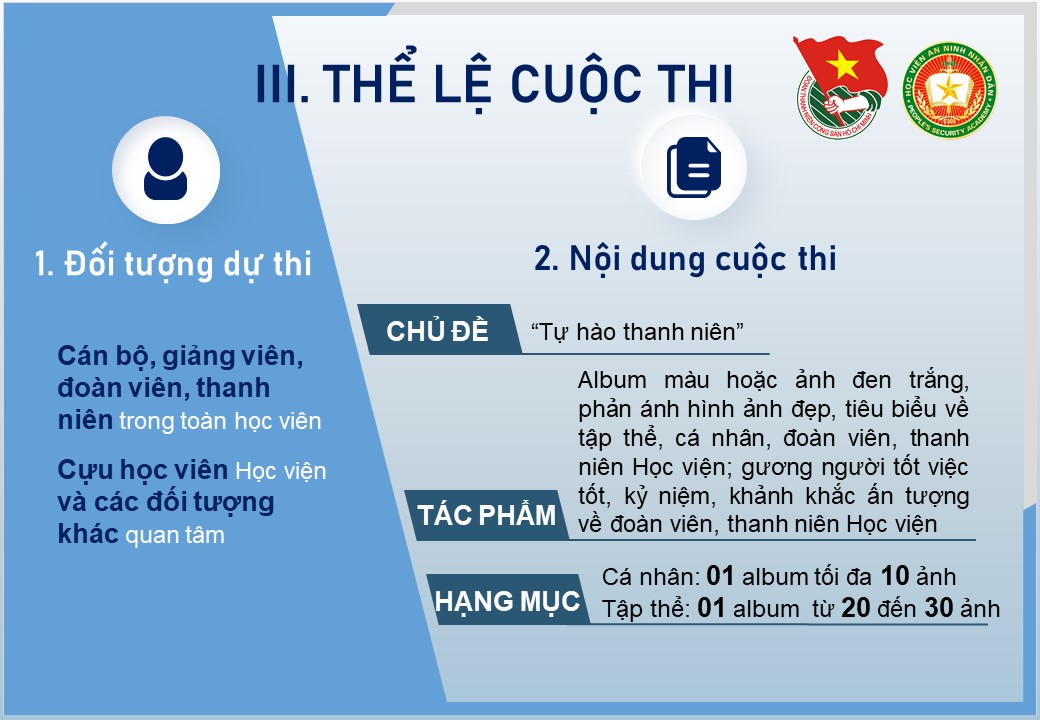 III. THỂ LỆ CUỘC THI
ĐOÀN THANH NIÊN CỘNG SẢN HỒ CHÍ MINH
HỌC VIỆN AN NINH NHÂN DÂN
PEOPLE'S SECURITY ACADEMY
1. Đối tượng dự thi
Cán bộ, giảng viên,
đoàn viên, thanh
niên trong toàn học viên
Cựu học viên Học viện
và các đối tượng
khác quan tâm
2. Nội dung cuộc thi
CHỦ ĐỀ
“Tự hào thanh niên”
TÁC PHẨM
Album màu hoặc ảnh đen trắng,
phản ánh hình ảnh đẹp, tiêu biểu về
tập thể, cá nhân, đoàn viên, thanh
niên Học viện; gương người tốt việc
tốt, kỷ niệm, khảnh khắc ấn tượng
về đoàn viên, thanh niên Học viện
HẠNG MỤC
Cá nhân: 01 album tối đa 10 ảnh
Tập thể: 01 album từ 20 đến 30 ảnh